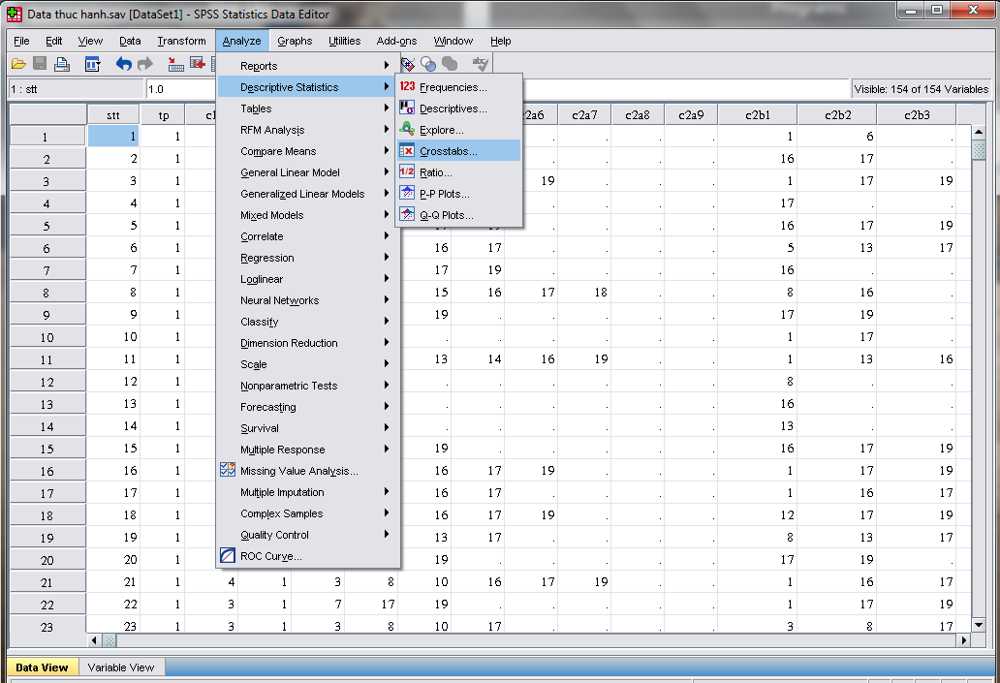 Data thuc hanh.sav [DataSet1] - SPSS Statistics Data Editor
File Edit View Data Transform Analyze Graphs Utilities Add-ons Window Help
1 : stt 1.0 Visible: 154 of 154 Variables
Reports
Descriptive Statistics
Tables
RFM Analysis
Compare Means
General Linear Model
Generalized Linear Models
Mixed Models
Correlate
Regression
Loglinear
Neural Networks
Classify
Dimension Reduction
Scale
Nonparametric Tests
Forecasting
Survival
Multiple Response
Missing Value Analysis...
Multiple Imputation
Complex Samples
Quality Control
ROC Curve...
123 Frequencies...
Descriptives...
Explore...
Crosstabs...
1/2 Ratio...
P-P Plots...
Q-Q Plots...
stt tp c2a7 c2a8 c2a9 c2b1 c2b2 c2b3
1 1 1 . . . 1 6 .
2 2 1 . . . 16 17 .
3 3 1 19 . . . 1 17 19
4 4 1 . . . 17 . .
5 5 1 . . . 16 17 19
6 6 1 16 17 . . . . 5 13 17
7 7 1 17 19 . . . . 16 . .
8 8 1 15 16 17 18 . . 8 16 .
9 9 1 19 . . . . . 17 19 .
10 10 1 . . . . . . 1 17 .
11 11 1 13 14 16 19 . . 1 13 16
12 12 1 . . . . . . 8 . .
13 13 1 . . . . . . 16 . .
14 14 1 . . . . . . 13 . .
15 15 1 19 . . . . . 16 17 19
16 16 1 16 17 19 . . . 1 17 19
17 17 1 16 17 . . . . 1 16 17
18 18 1 16 17 19 . . . 12 17 19
19 19 1 13 17 . . . . 8 13 17
20 20 1 19 . . . . . 17 19 .
21 21 1 4 1 3 8 10 16 17 19 . . 1 16 17
22 22 1 3 1 7 17 19 . . . . . 1 17 19
23 23 1 3 1 3 8 10 17 . . . . 3 8 17
Data View Variable View